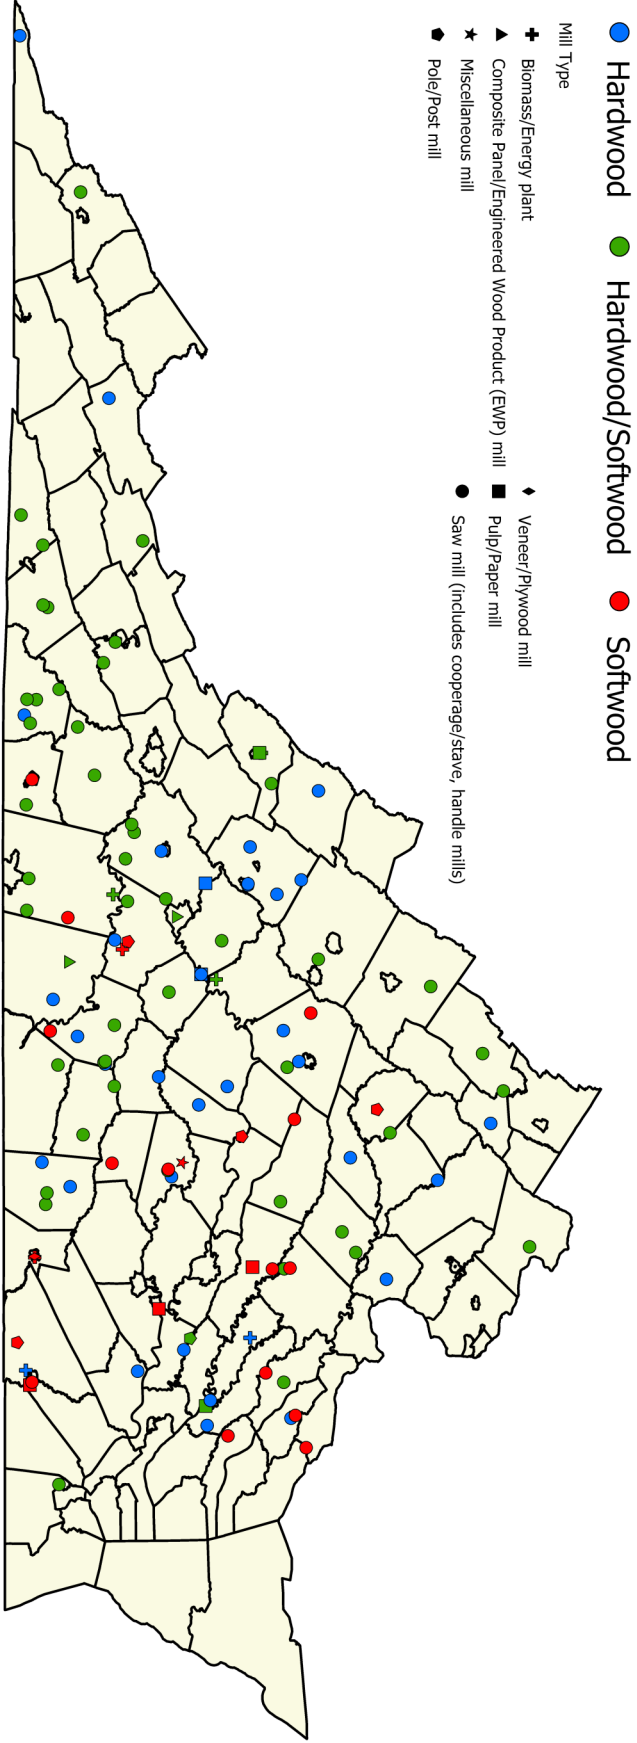 Hardwood
Hardwood/Softwood
Softwood
Mill Type
Biomass/Energy plant
Composite Panel/Engineered Wood Product (EWP) mill
Miscellaneous mill
Pole/Post mill
Veneer/Plywood mill
Pulp/Paper mill
Saw mill (includes cooperage/stave, handle mills)